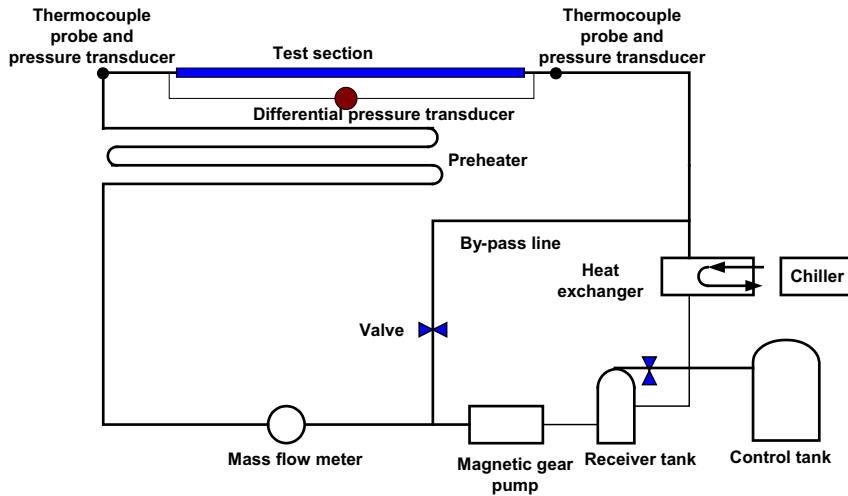 Thermocouple
probe and
pressure transducer
Test section
Thermocouple
probe and
pressure transducer
Differential pressure transducer
Preheater
By-pass line
Heat
exchanger
Chiller
Valve
Mass flow meter
Magnetic gear
pump
Receiver tank
Control tank